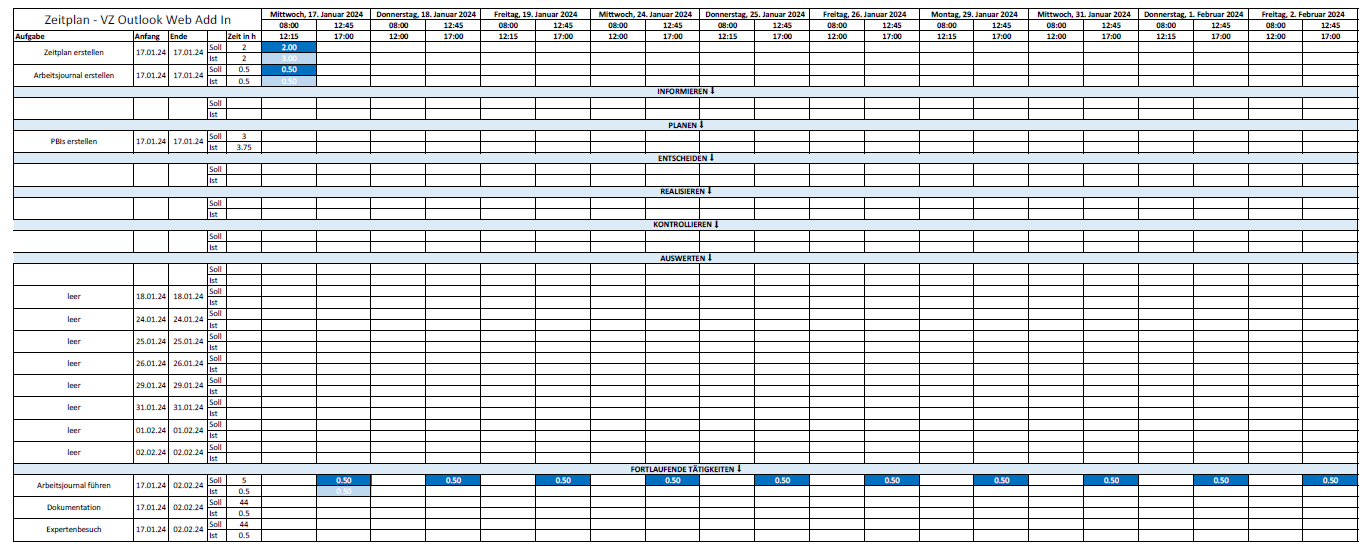 Zeitplan - VZ Outlook Web Add In
Mittwoch, 17. Januar 2024 Donnerstag, 18. Januar 2024 Freitag, 19. Januar 2024 Mittwoch, 24. Januar 2024 Donnerstag, 25. Januar 2024 Freitag, 26. Januar 2024 Montag, 29. Januar 2024 Mittwoch, 31. Januar 2024 Donnerstag, 1. Februar 2024 Freitag, 2. Februar 2024
08:00 12:45 08:00 12:45 08:00 12:45 08:00 12:45 08:00 12:45 08:00 12:45 08:00 12:45 08:00 12:45 08:00 12:45 08:00 12:45
Aufgabe Anfang Ende Zeit in h 12:15 17:00 12:00 17:00 12:15 17:00 12:00 17:00 12:15 17:00 12:00 17:00 12:15 17:00 12:00 17:00 12:15 17:00 12:00 17:00
Zeitplan erstellen 17.01.24 17.01.24 Soll 2 2.00
Ist 2 3.00
Arbeitsjournal erstellen 17.01.24 17.01.24 Soll 0.5 0.50
Ist 0.5 0.50
INFORMIEREN ⬇
Soll
Ist
PLANEN ⬇
PBIs erstellen 17.01.24 17.01.24 Soll 3
Ist 3.75
ENTSCHEIDEN ⬇
Soll
Ist
REALISIEREN ⬇
Soll
Ist
KONTROLLIEREN ⬇
Soll
Ist
AUSWERTEN ⬇
Soll
Ist
leer 18.01.24 18.01.24 Soll
Ist
leer 24.01.24 24.01.24 Soll
Ist
leer 25.01.24 25.01.24 Soll
Ist
leer 26.01.24 26.01.24 Soll
Ist
leer 29.01.24 29.01.24 Soll
Ist
leer 31.01.24 31.01.24 Soll
Ist
leer 01.02.24 01.02.24 Soll
Ist
leer 02.02.24 02.02.24 Soll
Ist
FORTLAUFENDE TÄTIGKEITEN ⬇
Arbeitsjournal führen 17.01.24 02.02.24 Soll 5 0.50 0.50 0.50 0.50 0.50 0.50 0.50 0.50 0.50 0.50
Ist 0.5 0.50
Dokumentation 17.01.24 02.02.24 Soll 44
Ist 0.5
Expertenbesuch 17.01.24 02.02.24 Soll 44
Ist 0.5